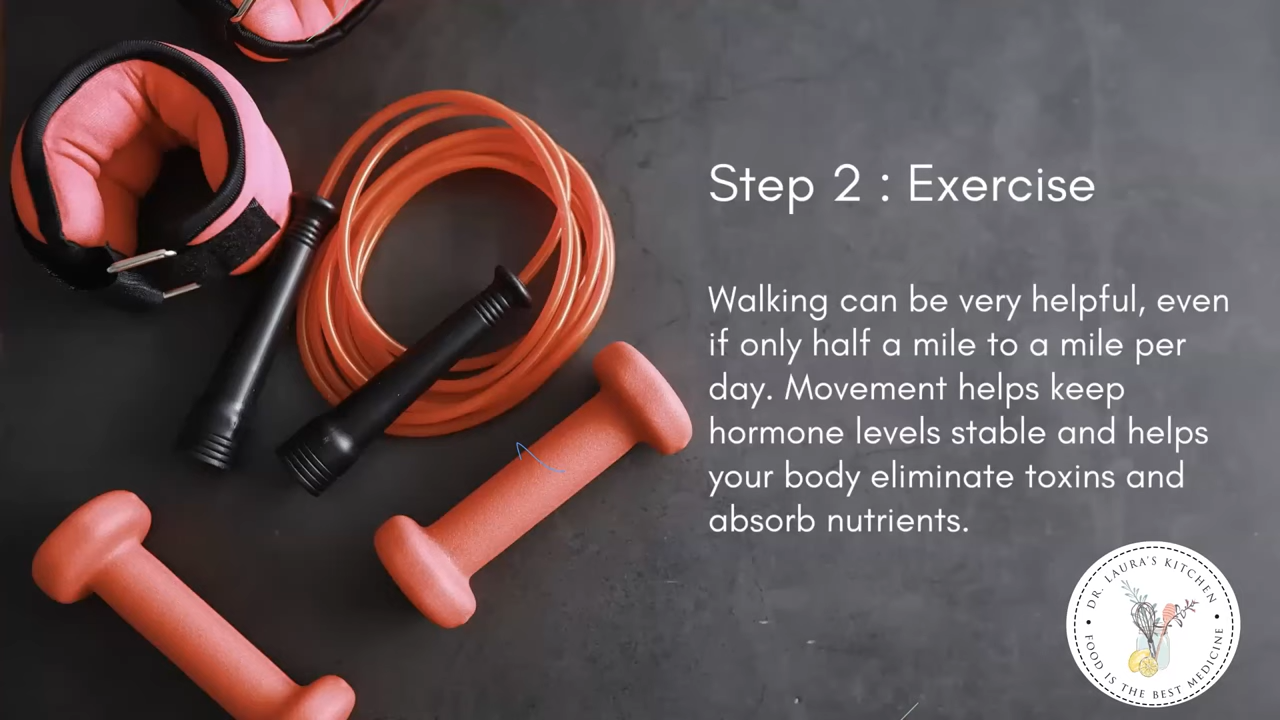 Step 2 : Exercise
Walking can be very helpful, even
if only half a mile to a mile per
day. Movement helps keep
hormone levels stable and helps
your body eliminate toxins and
absorb nutrients.
DR. LAURA'S KITCHEN
FOOD IS THE BEST MEDICINE